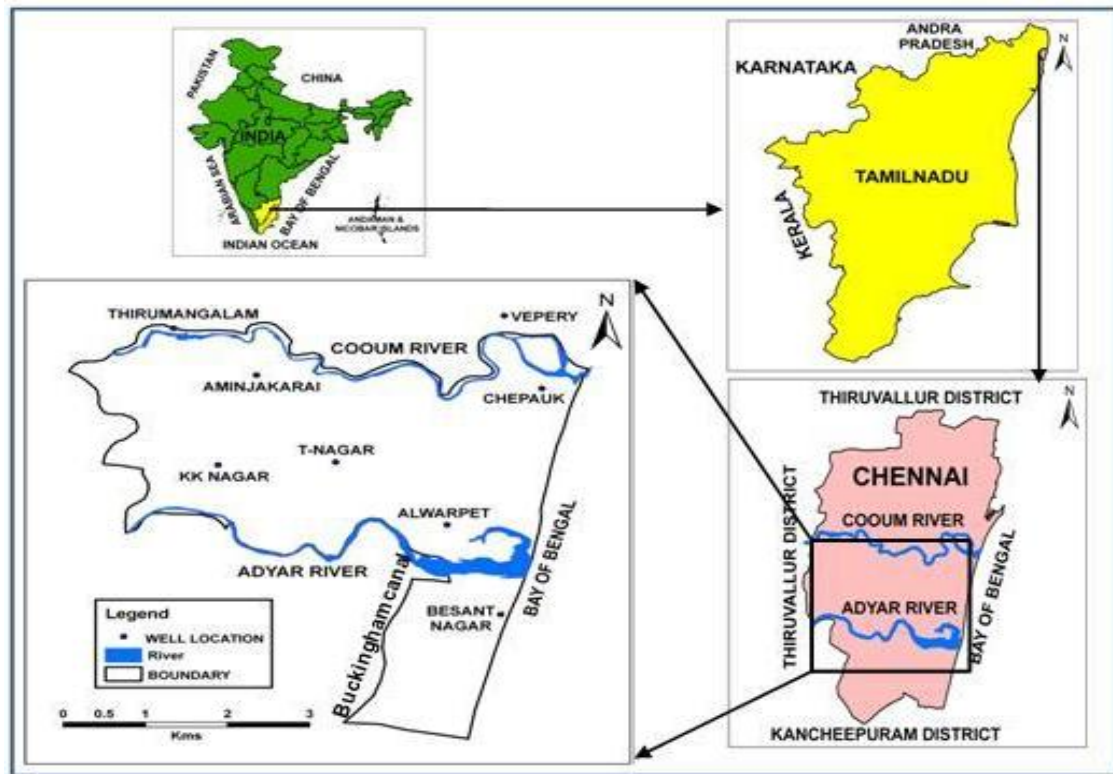 PAKISTAN
CHINA
INDIA
ARABIAN SEA
BAY OF BENGAL
ANDAMAN &
NICOBAR ISLANDS
INDIAN OCEAN
ANDRA
PRADESH
N
KARNATAKA
TAMILNADU
KERALA
THIRUMANGALAM
VEPERY
N
COOUM RIVER
AMINJAKARAI
CHEPAUK
T-NAGAR
KK NAGAR
ALWARPET
ADYAR RIVER
BAY OF BENGAL
Buckinghamcanal
BESANT
NAGAR
Legend
WELL LOCATION
River
BOUNDARY
0 0.5 1 2 3
Kms
THIRUVALLUR DISTRICT
N
CHENNAI
COOUM RIVER
THIRUVALLUR DISTRICT
ADYAR RIVER
BAY OF BENGAL
KANCHEEPURAM DISTRICT